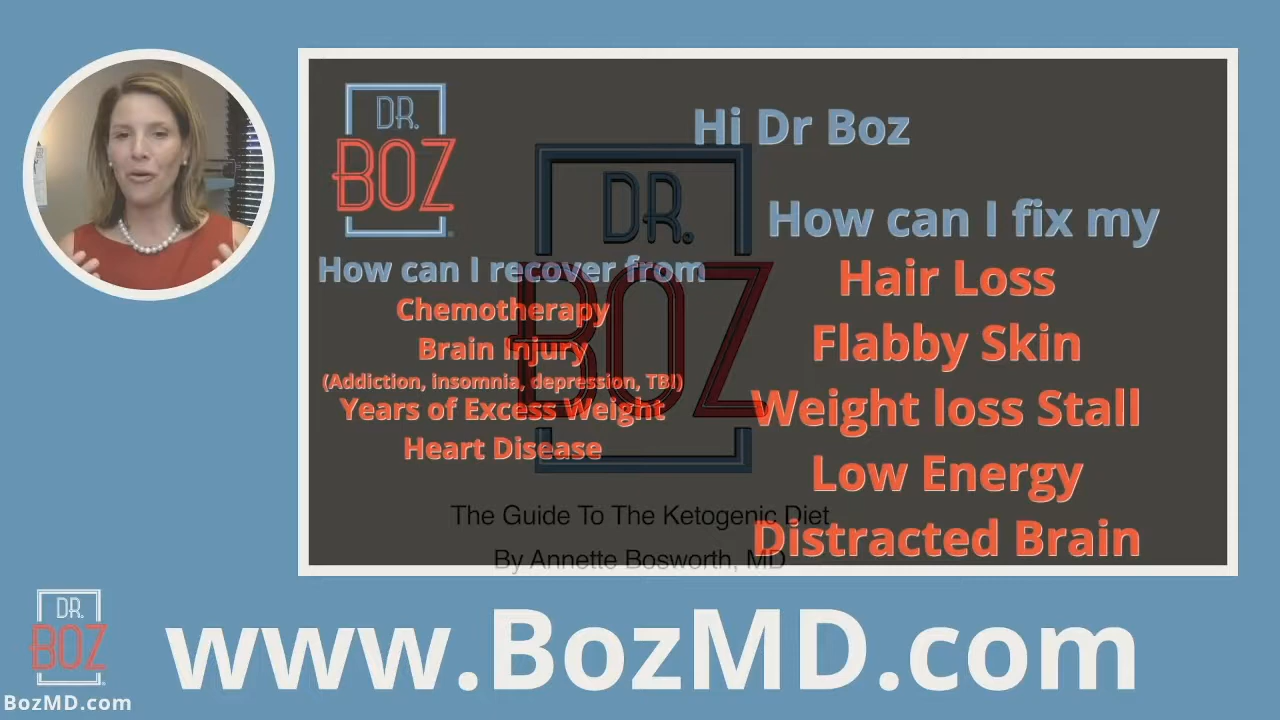 DR.
BOZ
Hi Dr Boz
How can I recover from
Chemotherapy
Brain Injury
(Addiction, insomnia, depression, TBI)
Years of Excess Weight
Heart Disease
DR.
BOZ
How can I fix my
Hair Loss
Flabby Skin
Weight loss Stall
Low Energy
Distracted Brain
The Guide To The Ketogenic Diet
By Annette Bosworth, MD
DR.
BOZ
BozMD.com
www.BozMD.com